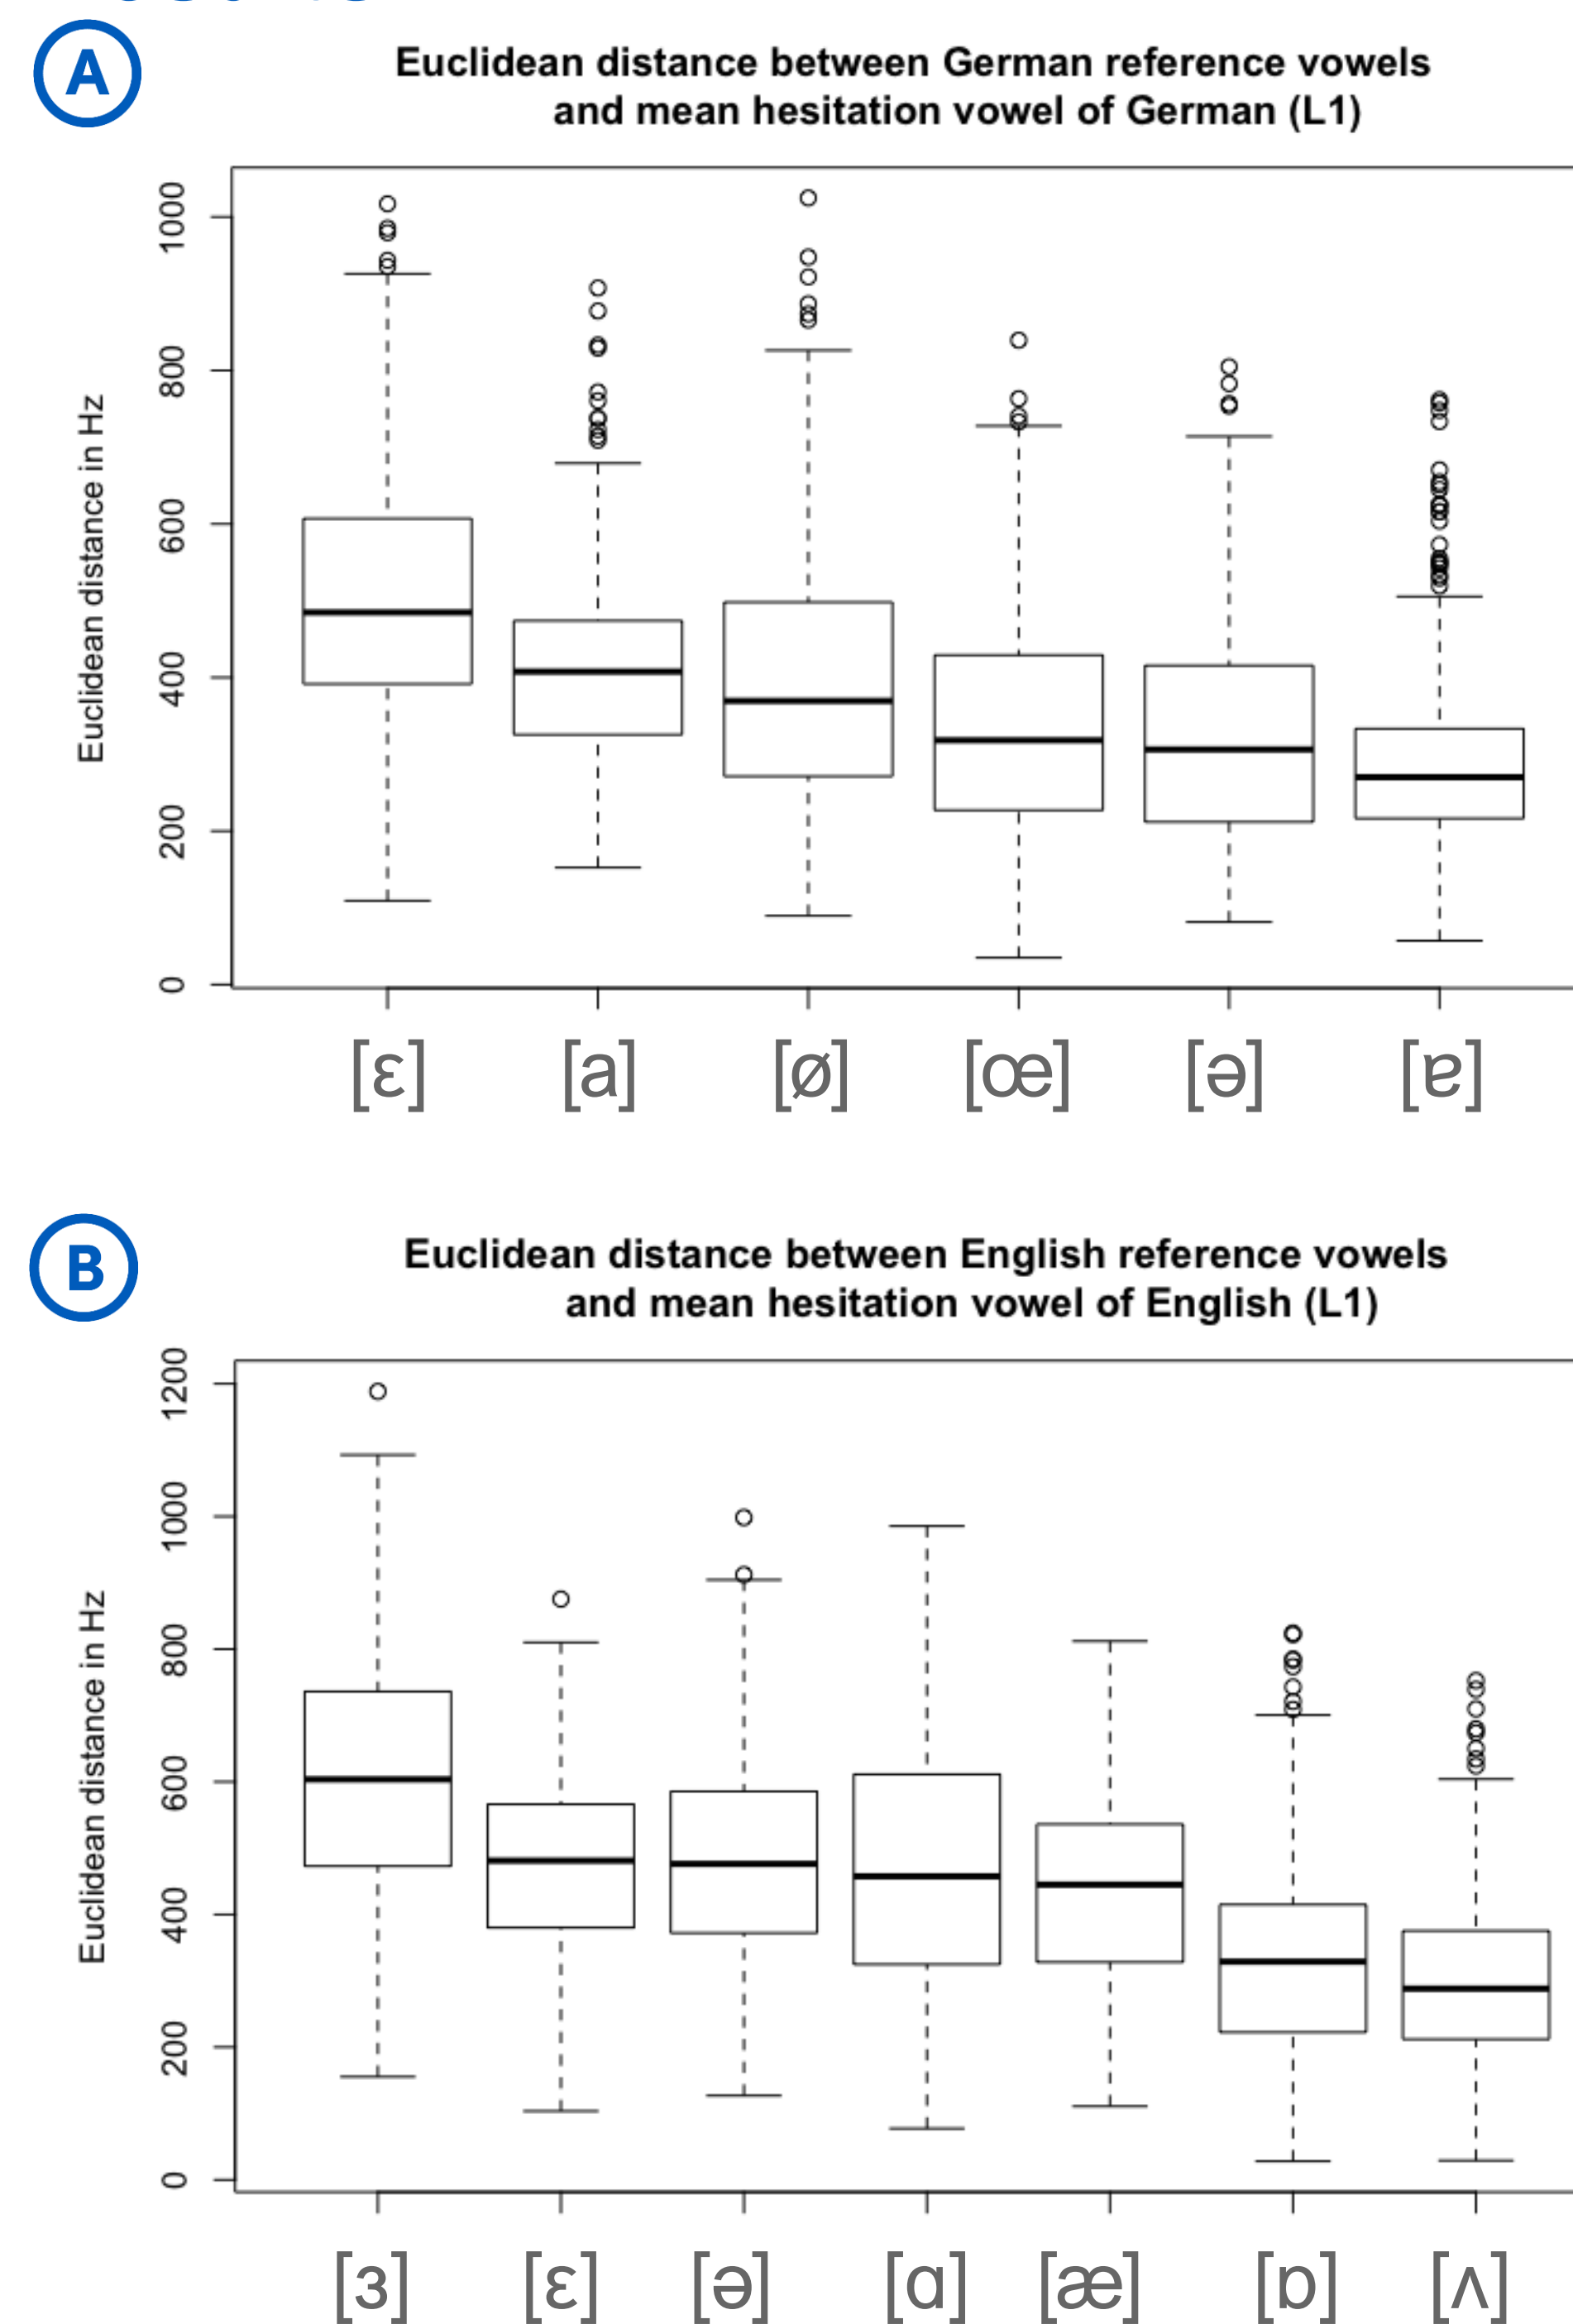 A
Euclidean distance between German reference vowels
and mean hesitation vowel of German (L1)
Euclidean distance in Hz
1000
800
600
400
200
0
[ɛ] [a] [ø] [œ] [ə] [ɐ]
B
Euclidean distance between English reference vowels
and mean hesitation vowel of English (L1)
Euclidean distance in Hz
1200
1000
800
600
400
200
0
[ɜ] [ɛ] [ə] [ɑ] [æ] [ɒ] [ʌ]